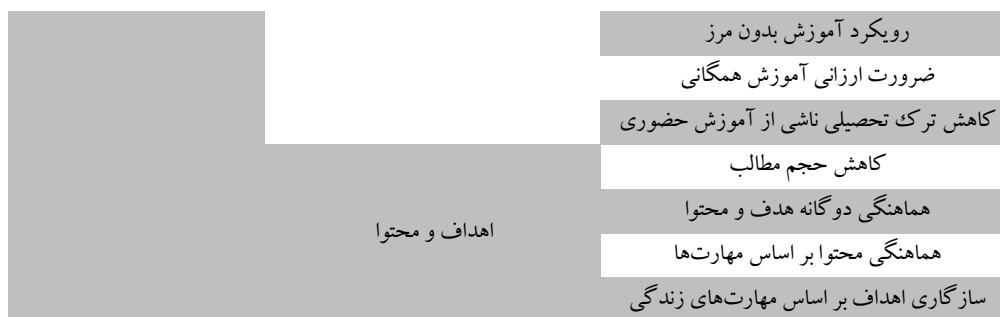 رویکرد آموزش بدون مرز
ضرورت ارزانی آموزش همگانی
کاهش ترک تحصیلی ناشی از آموزش حضوری
کاهش حجم مطالب
هماهنگی دوگانه هدف و محتوا
اهداف و محتوا
هماهنگی محتوا بر اساس مهارت‌ها
سازگاری اهداف بر اساس مهارت‌های زندگی